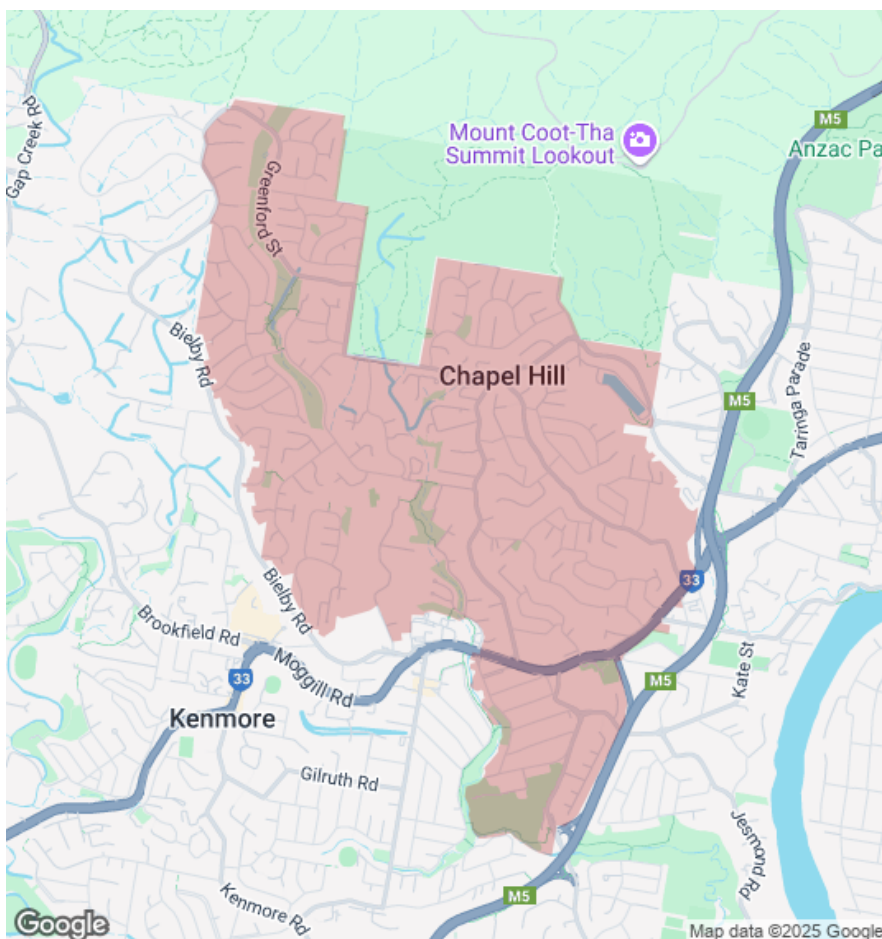 Gap Creek Rd
M5
Mount Coot-Tha
Summit Lookout
Anzac Pa
Greenford St
Bielby Rd
Chapel Hill
Taringa Parade
M5
33
Bielby Rd
Brookfield Rd
33
Moggill Rd
Kate St
M5
Kenmore
Gilruth Rd
Jesmond Rd
M5
Kenmore Rd
Google
Map data ©2025 Google